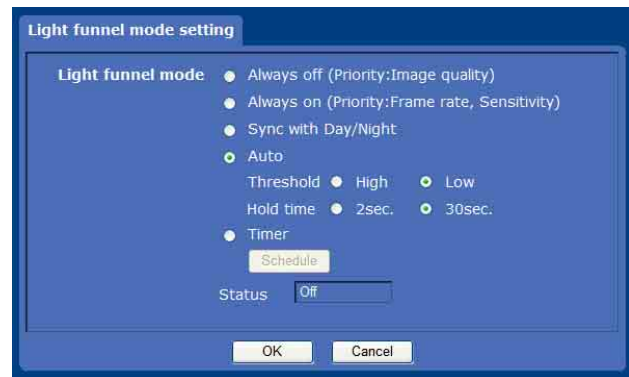 Light funnel mode setting
Light funnel mode Always off (Priority:Image quality)
Always on (Priority:Frame rate, Sensitivity)
Sync with Day/Night
Auto
Threshold High Low
Hold time 2sec. 30sec.
Timer
Schedule
Status Off
OK Cancel